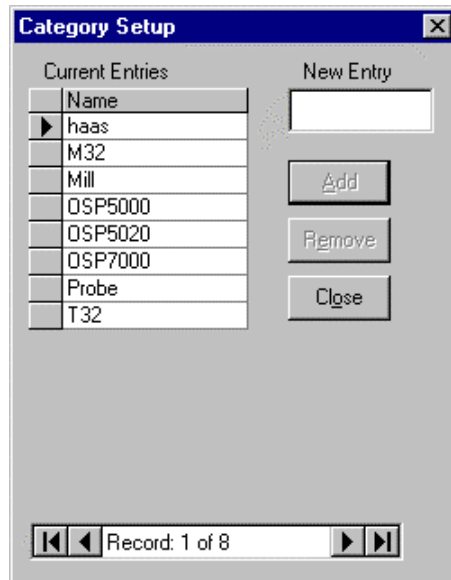 Category Setup
Current Entries
New Entry
Name
haas
M32
Mill
OSP5000
OSP5020
OSP7000
Probe
T32
Add
Remove
Close
Record: 1 of 8